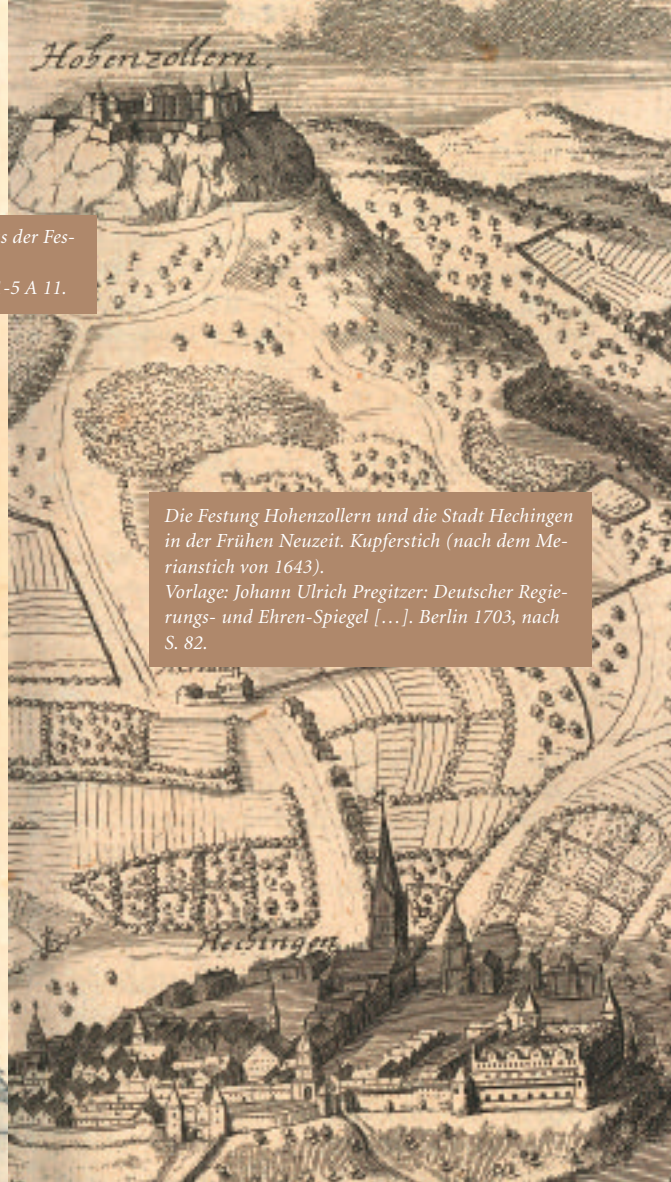 Hohenzollern.
s der Fes-
-5 A 11.
Die Festung Hohenzollern und die Stadt Hechingen
in der Frühen Neuzeit. Kupferstich (nach dem Me-
rianstich von 1643).
Vorlage: Johann Ulrich Pregitzer: Deutscher Regie-
rungs- und Ehren-Spiegel […]. Berlin 1703, nach
S. 82.
Hechingen